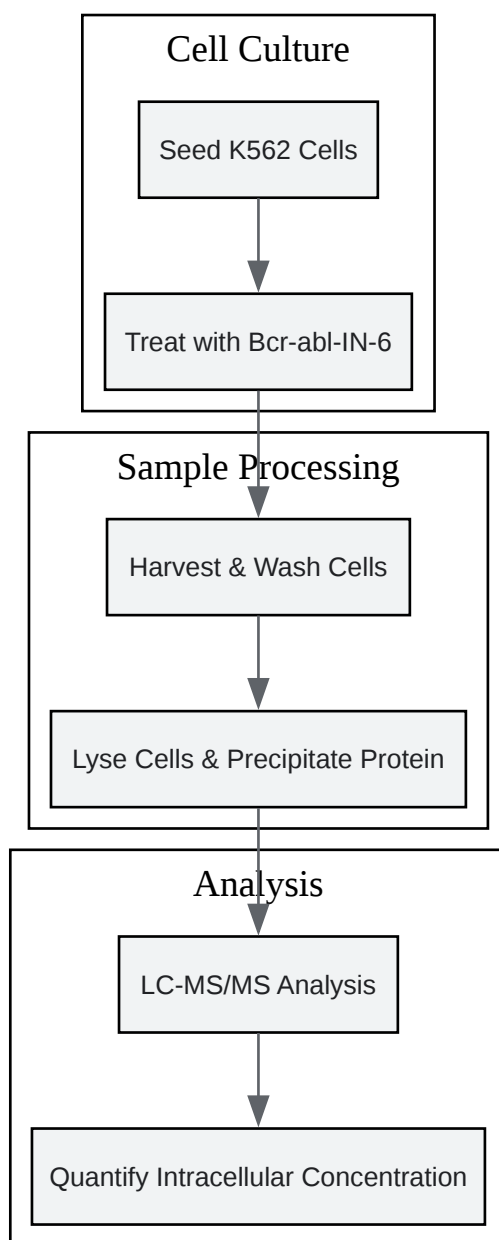 Cell Culture
Seed K562 Cells
Treat with Bcr-abl-IN-6
Sample Processing
Harvest & Wash Cells
Lyse Cells & Precipitate Protein
Analysis
LC-MS/MS Analysis
Quantify Intracellular Concentration